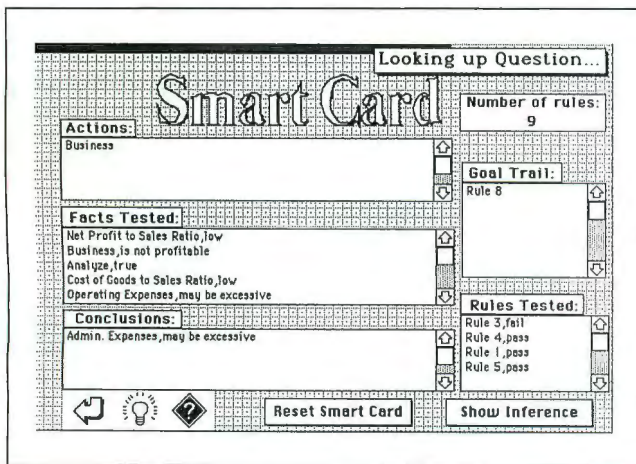 Looking up Question...
Smart Card
Number of rules:
9
Actions:
Business
Goal Trail:
Rule 8
Facts Tested:
Net Profit to Sales Ratio,low
Business,is not profitable
Analyze,true
Cost of Goods to Sales Ratio,low
Operating Expenses,may be excessive
Conclusions:
Admin. Expenses,may be excessive
Rules Tested:
Rule 3,fail
Rule 4,pass
Rule 1,pass
Rule 5,pass
?
Reset Smart Card
Show Inference